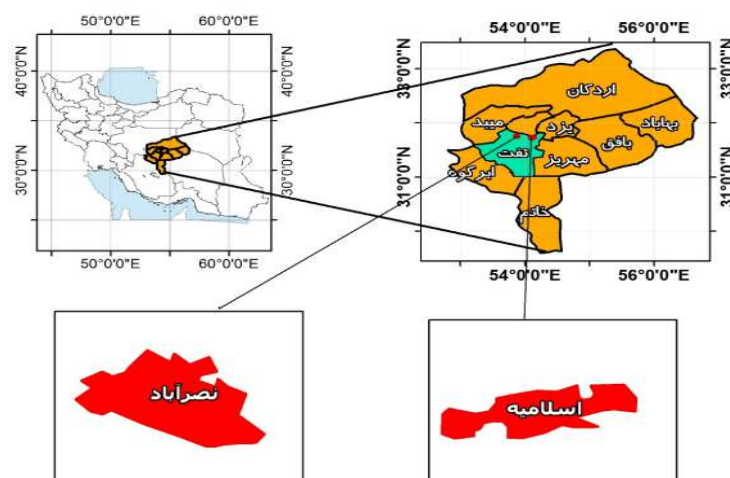 50°0'0"E 60°0'0"E
40°0'0"N
30°0'0"N
40°0'0"N
30°0'0"N
50°0'0"E 60°0'0"E
54°0'0"E 56°0'0"E
33°0'0"N
31°0'0"N
33°0'0"N
31°0'0"N
54°0'0"E 56°0'0"E
اردکان
میبد
یزد
بهاباد
بافق
تفت
مهریز
ابرکوه
خاتم
نصرآباد
اسلامیه